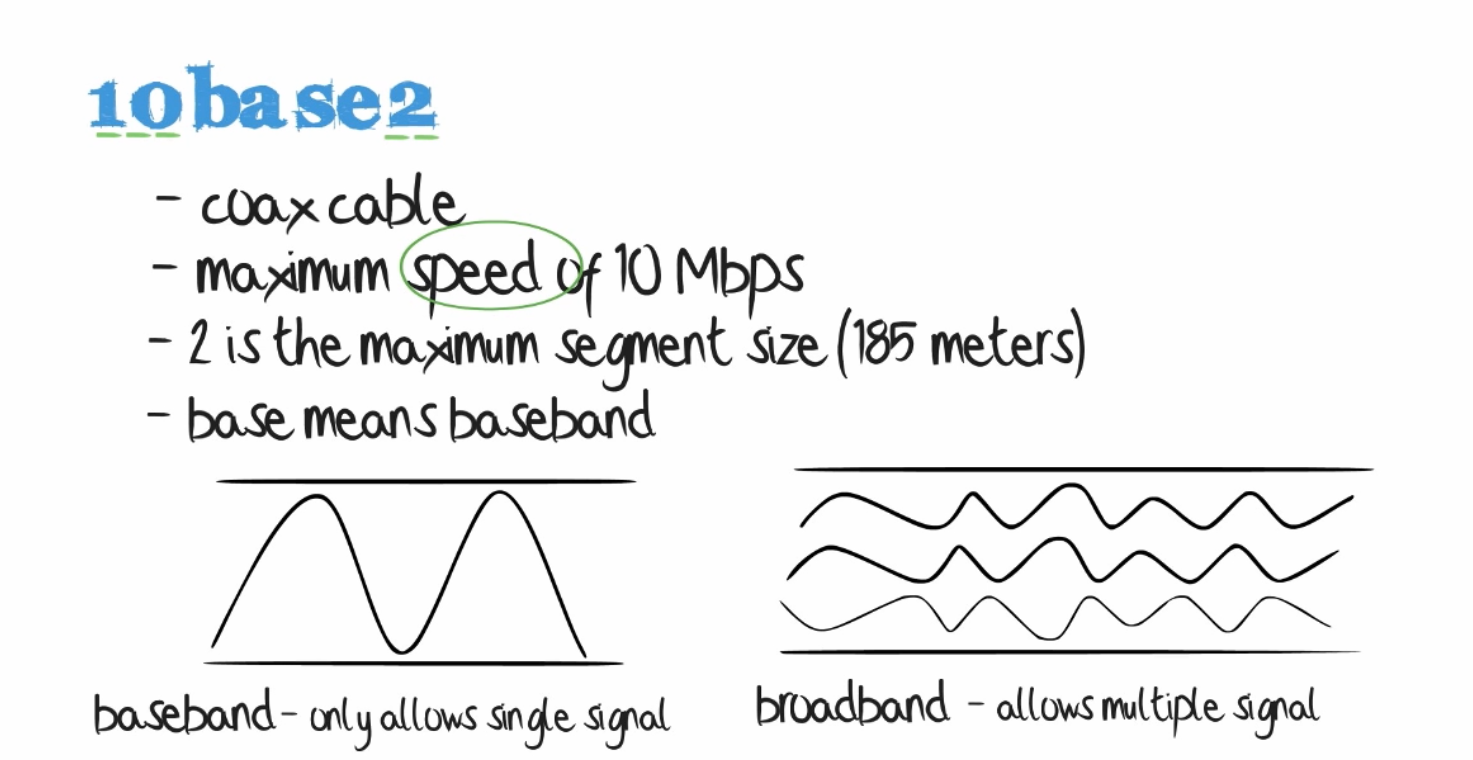 10base2
- coax cable
- maximum speed of 10 Mbps
- 2 is the maximum segment size (185 meters)
- base means baseband
baseband - only allows single signal
broadband - allows multiple signal